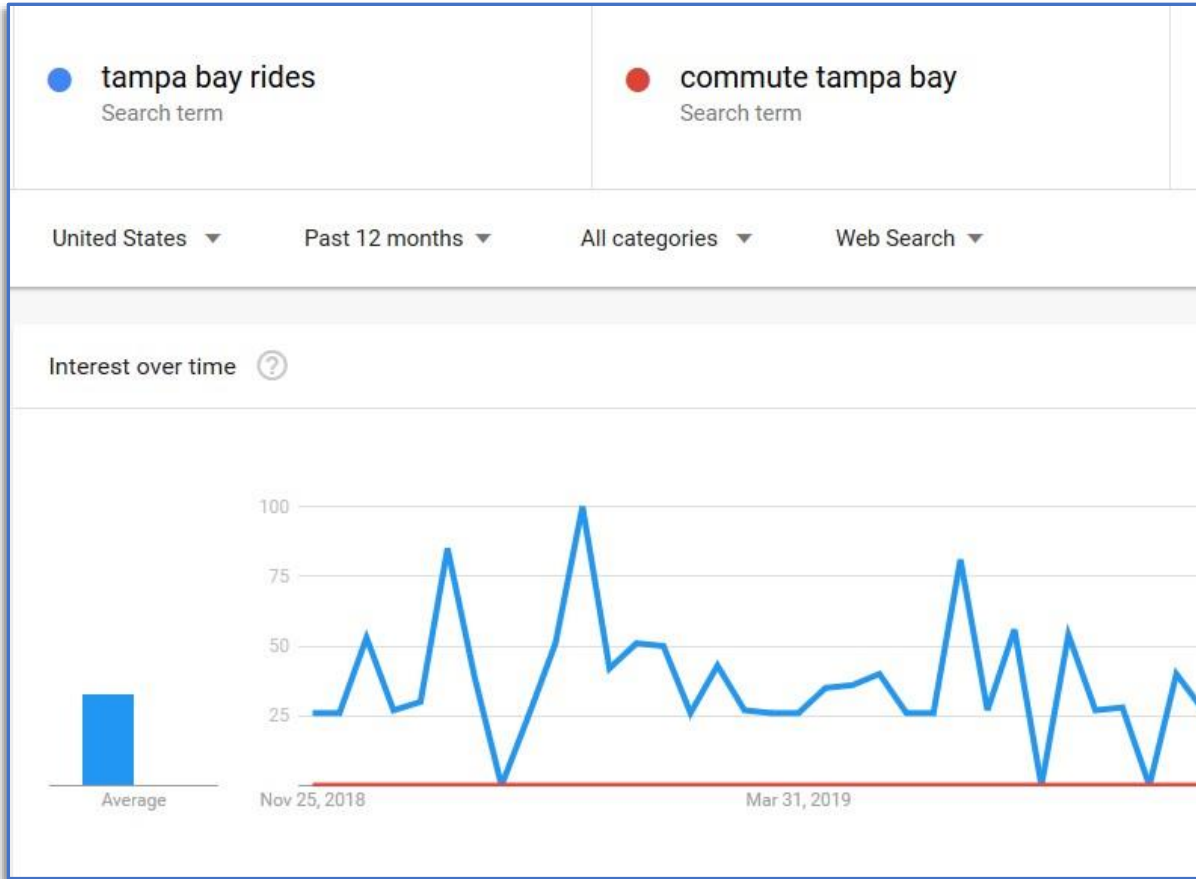 tampa bay rides
Search term
commute tampa bay
Search term
United States
Past 12 months
All categories
Web Search
Interest over time
?
100
75
50
25
Average
Nov 25, 2018
Mar 31, 2019